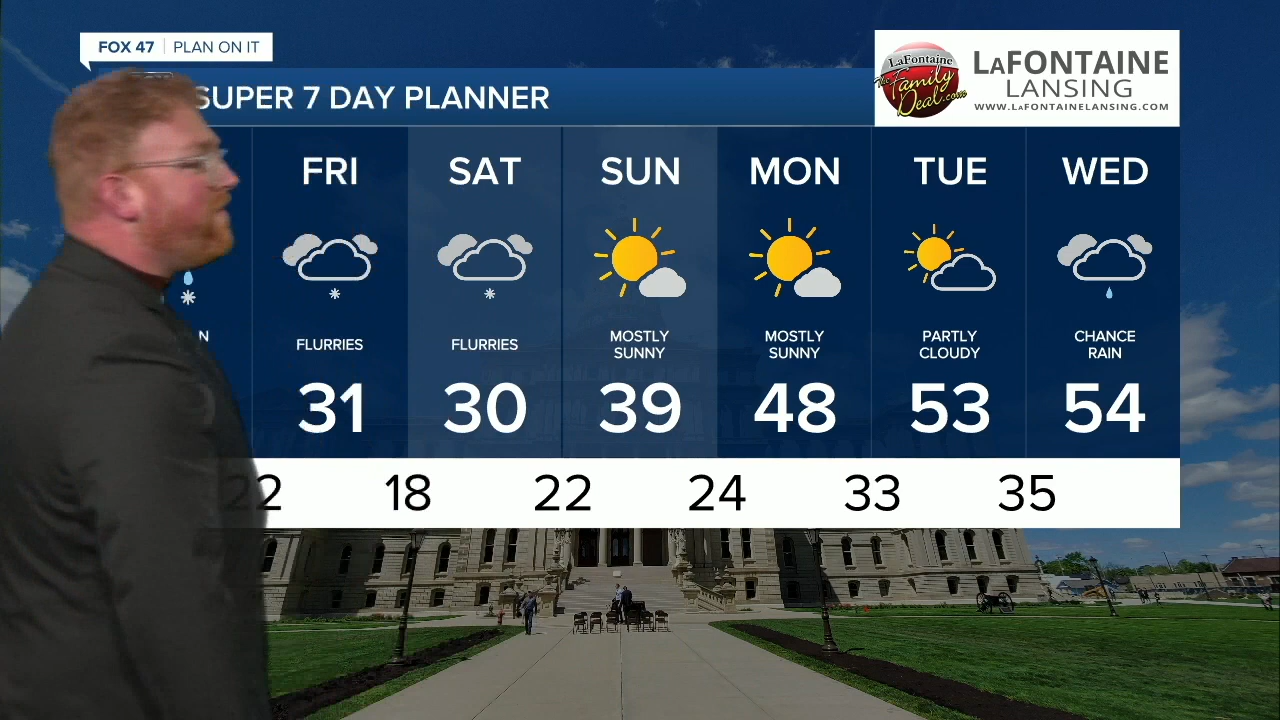 FOX 47 | PLAN ON IT
SUPER 7 DAY PLANNER
LaFontaine
The Family
Deal.com
LAFONTAINE
LANSING
WWW.LAFONTAINELANSING.COM
FRI SAT SUN MON TUE WED
N FLURRIES FLURRIES MOSTLY SUNNY MOSTLY SUNNY PARTLY CLOUDY CHANCE RAIN
31 30 39 48 53 54
22 18 22 24 33 35